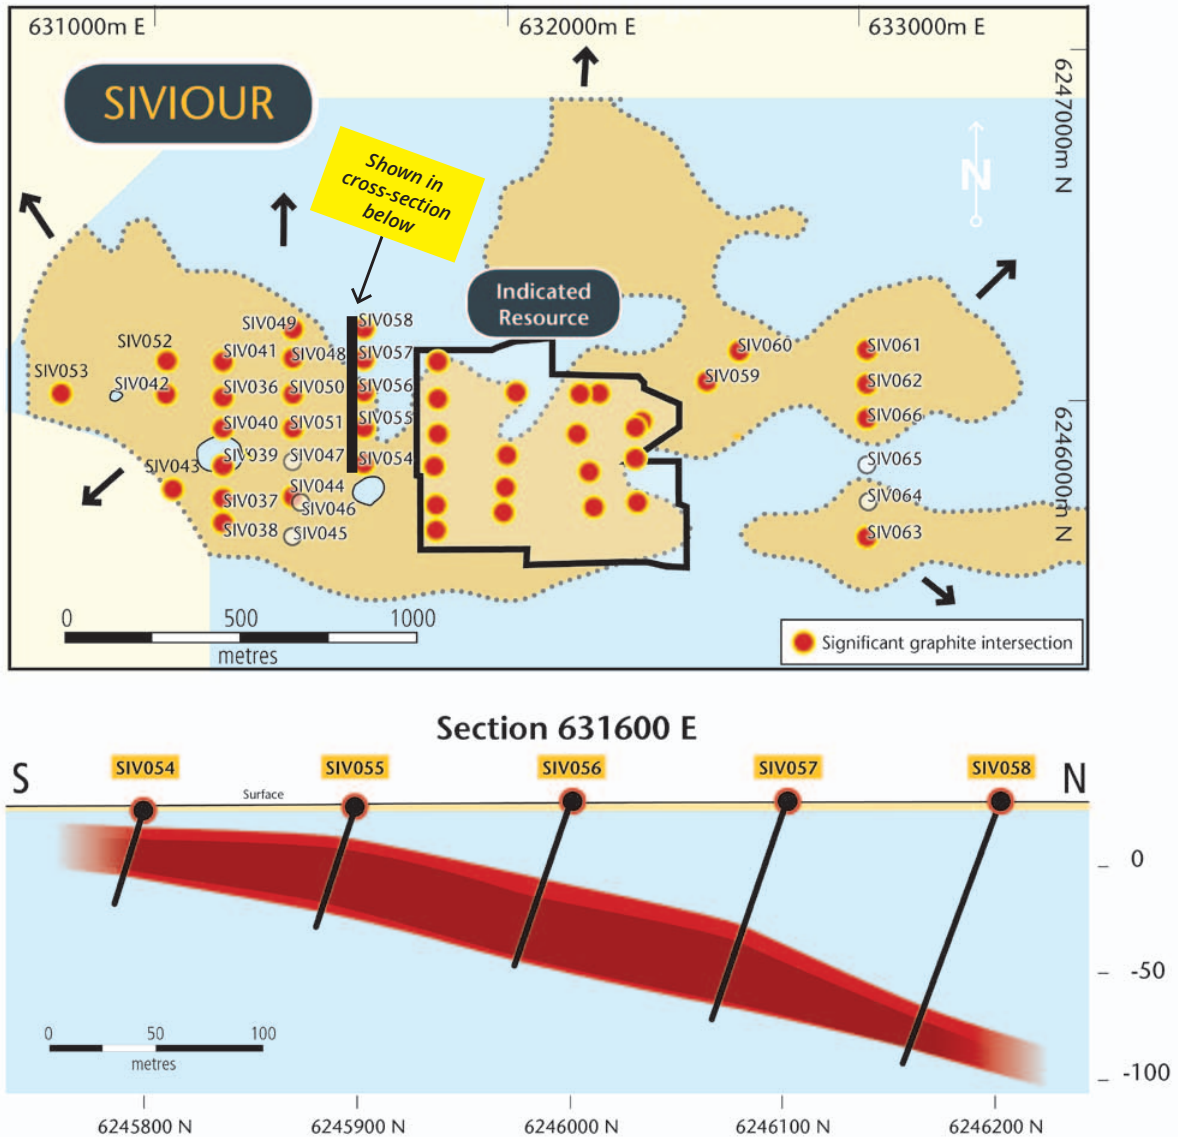 631000m E
632000m E
633000m E
6247000m N
SIVIOUR
Shown in
cross-section
below
N
Indicated
Resource
SIV049
SIV058
SIV052
SIV041
SIV048
SIV057
SIV060
SIV061
SIV053
SIV042
SIV036
SIV050
SIV056
SIV059
SIV062
SIV040
SIV051
SIV055
SIV066
SIV043
SIV039
SIV047
SIV054
SIV065
6246000m N
SIV037
SIV044
SIV046
SIV064
SIV038
SIV045
SIV063
0 500 1000
metres
Significant graphite intersection
Section 631600 E
S
SIV054
SIV055
SIV056
SIV057
SIV058
N
Surface
0
-50
-100
0 50 100
metres
6245800 N
6245900 N
6246000 N
6246100 N
6246200 N